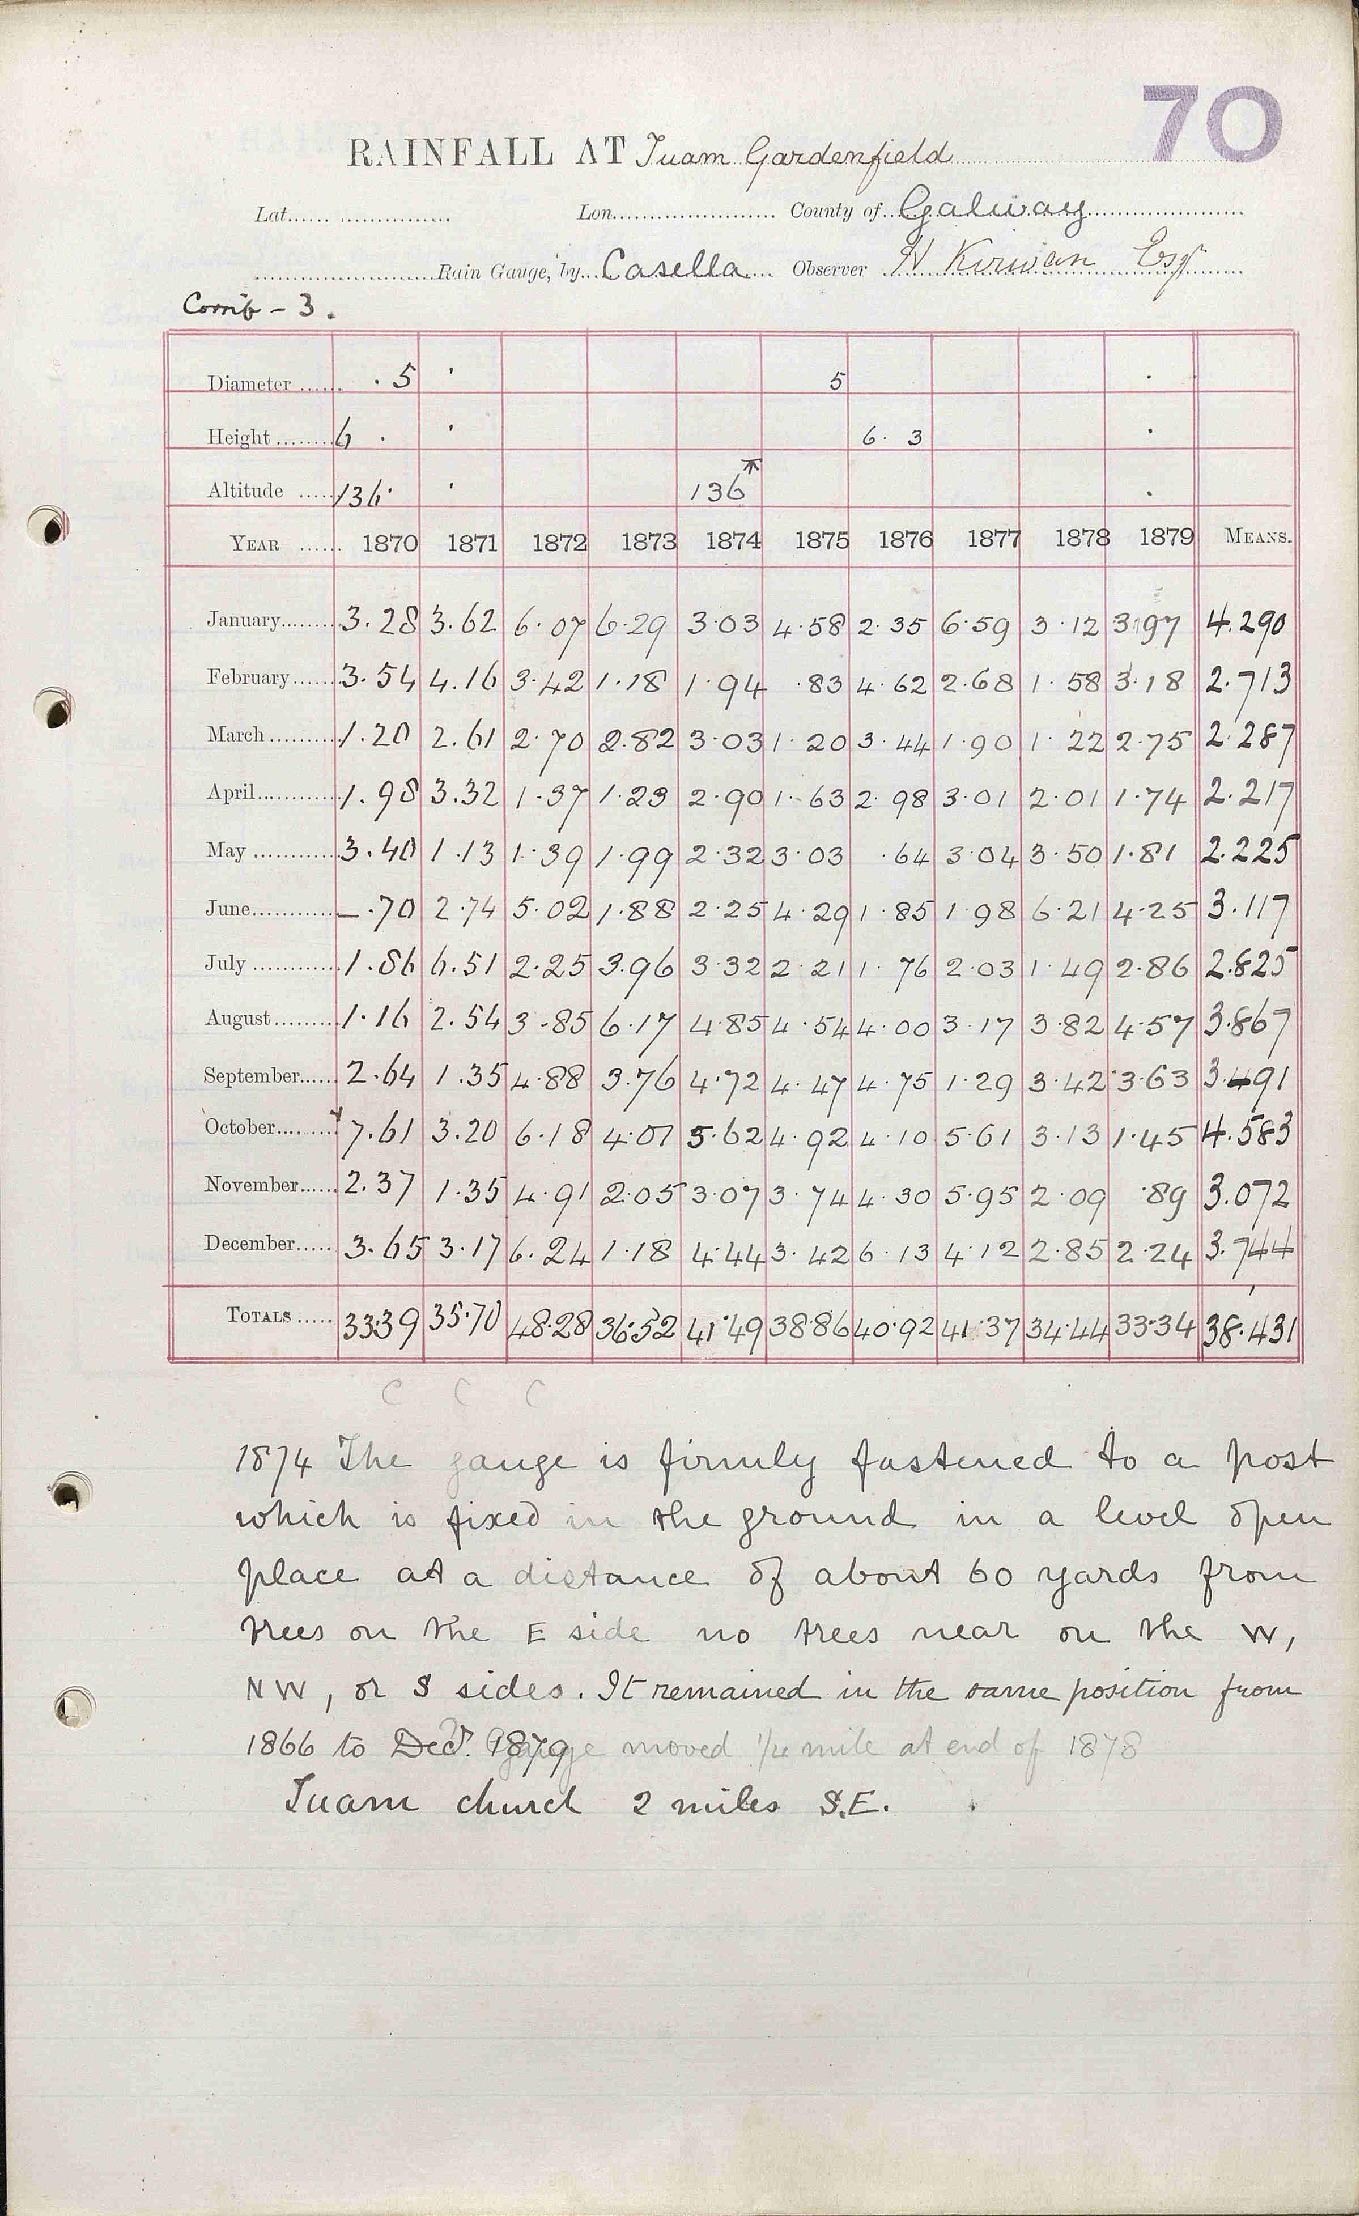 70
RAINFALL AT Tuam Gardenfield
Lat. Lon. County of Galway
Rain Gauge, by Casella Observer H Kirwan Esqr
Comb - 3.
Diameter ...... .5 5
Height ........ 6 . 6. 3
Altitude ..... 136. 136
YEAR ...... 1870 1871 1872 1873 1874 1875 1876 1877 1878 1879 MEANS.
January 3.28 3.62 6.07 6.29 3.03 4.58 2.35 6.59 3.12 3.97 4.290
February 3.54 4.16 3.42 1.18 1.94 .83 4.62 2.68 1.58 3.18 2.713
March 1.20 2.61 2.70 2.82 3.03 1.20 3.44 1.90 1.22 2.75 2.287
April 1.98 3.32 1.37 1.23 2.90 1.63 2.98 3.01 2.01 1.74 2.217
May 3.40 1.13 1.39 1.99 2.32 3.03 .64 3.04 3.50 1.81 2.225
June —.70 2.74 5.02 1.88 2.25 4.29 1.85 1.98 6.21 4.25 3.117
July 1.86 6.51 2.25 3.96 3.32 2.21 1.76 2.03 1.49 2.86 2.825
August 1.16 2.54 3.85 6.17 4.85 4.54 4.00 3.17 3.82 4.57 3.867
September 2.64 1.35 4.88 3.76 4.72 4.47 4.75 1.29 3.42 3.63 3.491
October 7.61 3.20 6.18 4.01 5.62 4.92 4.10 5.61 3.13 1.45 4.583
November 2.37 1.35 4.91 2.05 3.07 3.74 4.30 5.95 2.09 .89 3.072
December 3.65 3.17 6.24 1.18 4.44 3.42 6.13 4.12 2.85 2.24 3.744
TOTALS 33.39 35.70 48.28 36.52 41.49 38.86 40.92 41.37 34.44 33.34 38.431
C C C
1874 The gauge is firmly fastened to a post
which is fixed in the ground in a level open
place at a distance of about 60 yards from
trees on the E side no trees near on the W,
NW, or S sides. It remained in the same position from
1866 to Decr. 1879 Gauge moved 1/4 mile at end of 1878
Tuam church 2 miles S.E.